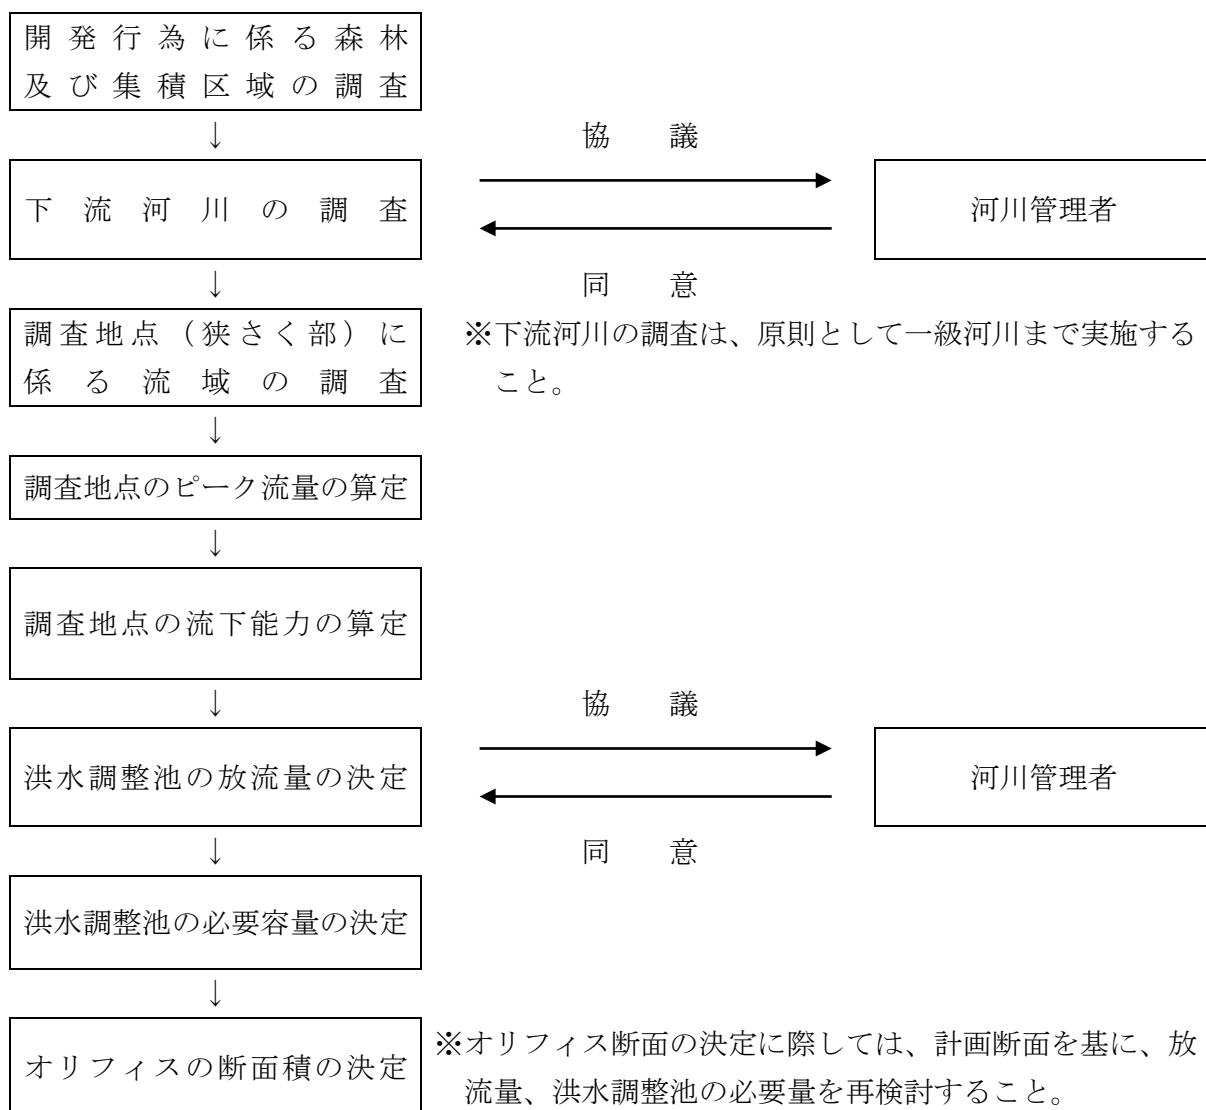 開発行為に係る森林
及び集積区域の調査
↓
協　議
下流河川の調査
河川管理者
↓
同　意
調査地点（狭さく部）に
係る流域の調査
※下流河川の調査は、原則として一級河川まで実施する
こと。
↓
調査地点のピーク流量の算定
↓
調査地点の流下能力の算定
↓
協　議
洪水調整池の放流量の決定
河川管理者
↓
同　意
洪水調整池の必要容量の決定
↓
オリフィスの断面積の決定
※オリフィス断面の決定に際しては、計画断面を基に、放
流量、洪水調整池の必要量を再検討すること。